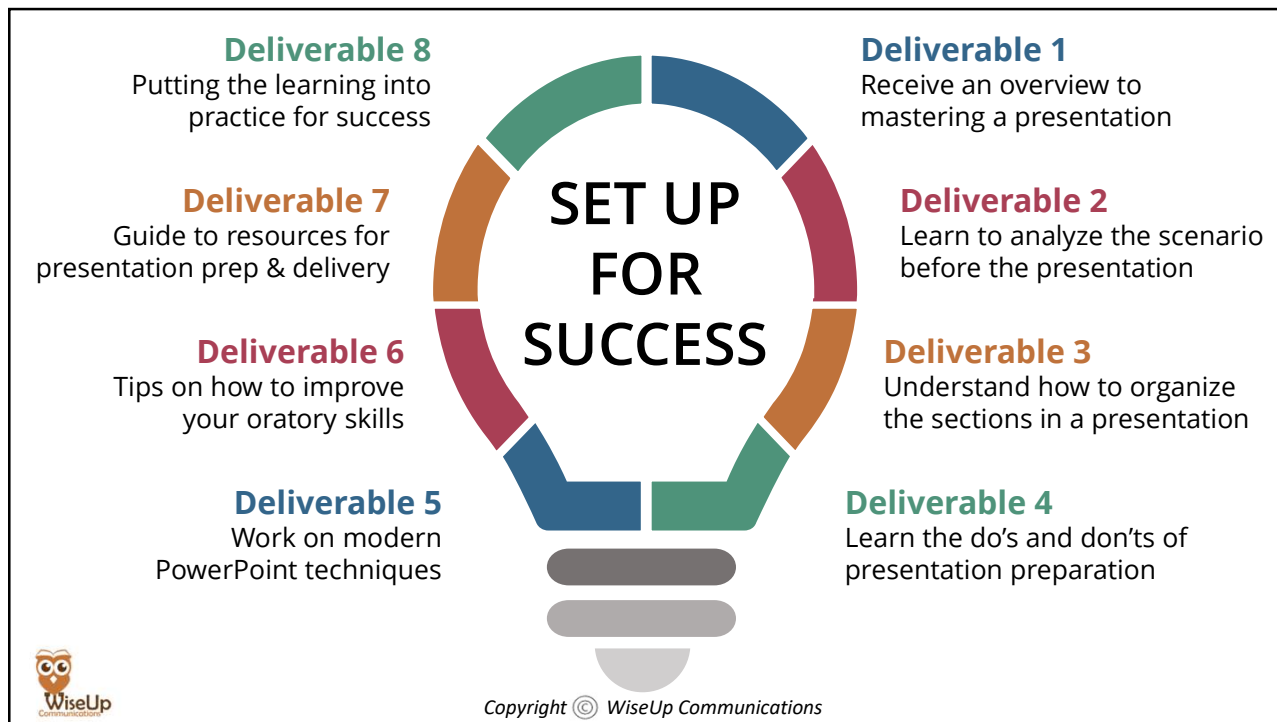 Deliverable 8
Putting the learning into
practice for success
Deliverable 1
Receive an overview to
mastering a presentation
Deliverable 7
Guide to resources for
presentation prep & delivery
SET UP
FOR
SUCCESS
Deliverable 2
Learn to analyze the scenario
before the presentation
Deliverable 6
Tips on how to improve
your oratory skills
Deliverable 3
Understand how to organize
the sections in a presentation
Deliverable 5
Work on modern
PowerPoint techniques
Deliverable 4
Learn the do’s and don’ts of
presentation preparation
WiseUp
Communications
Copyright © WiseUp Communications